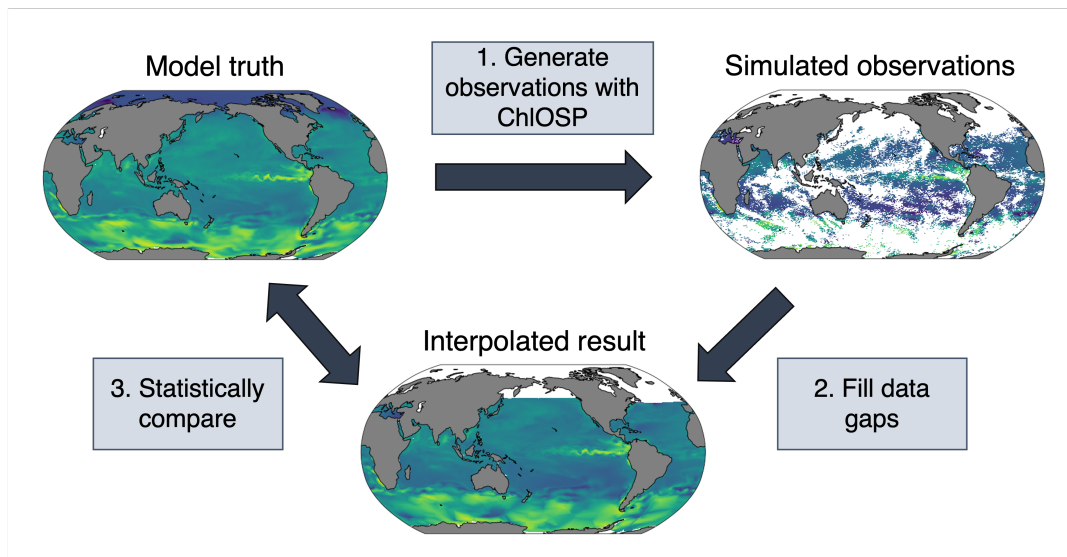 Model truth
1. Generate
observations with
ChlOSP
Simulated observations
Interpolated result
3. Statistically
compare
2. Fill data
gaps